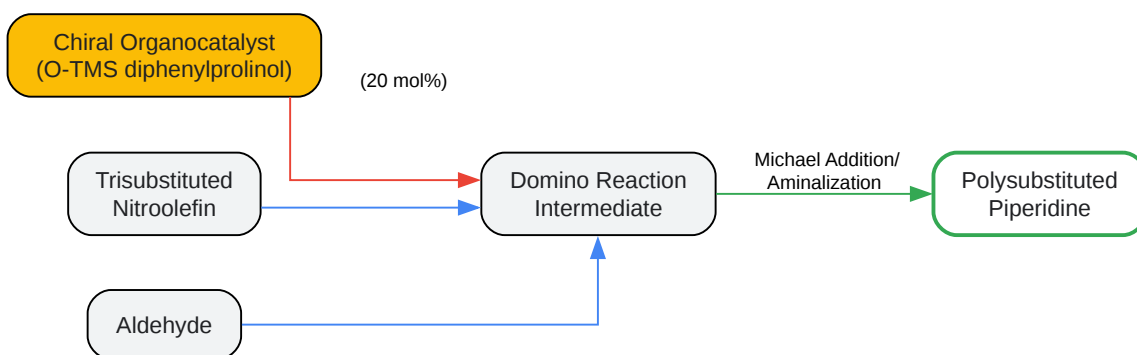 Chiral Organocatalyst
(O-TMS diphenylprolinol)
(20 mol%)
Trisubstituted
Nitroolefin
Domino Reaction
Intermediate
Michael Addition/
Aminalization
Polysubstituted
Piperidine
Aldehyde